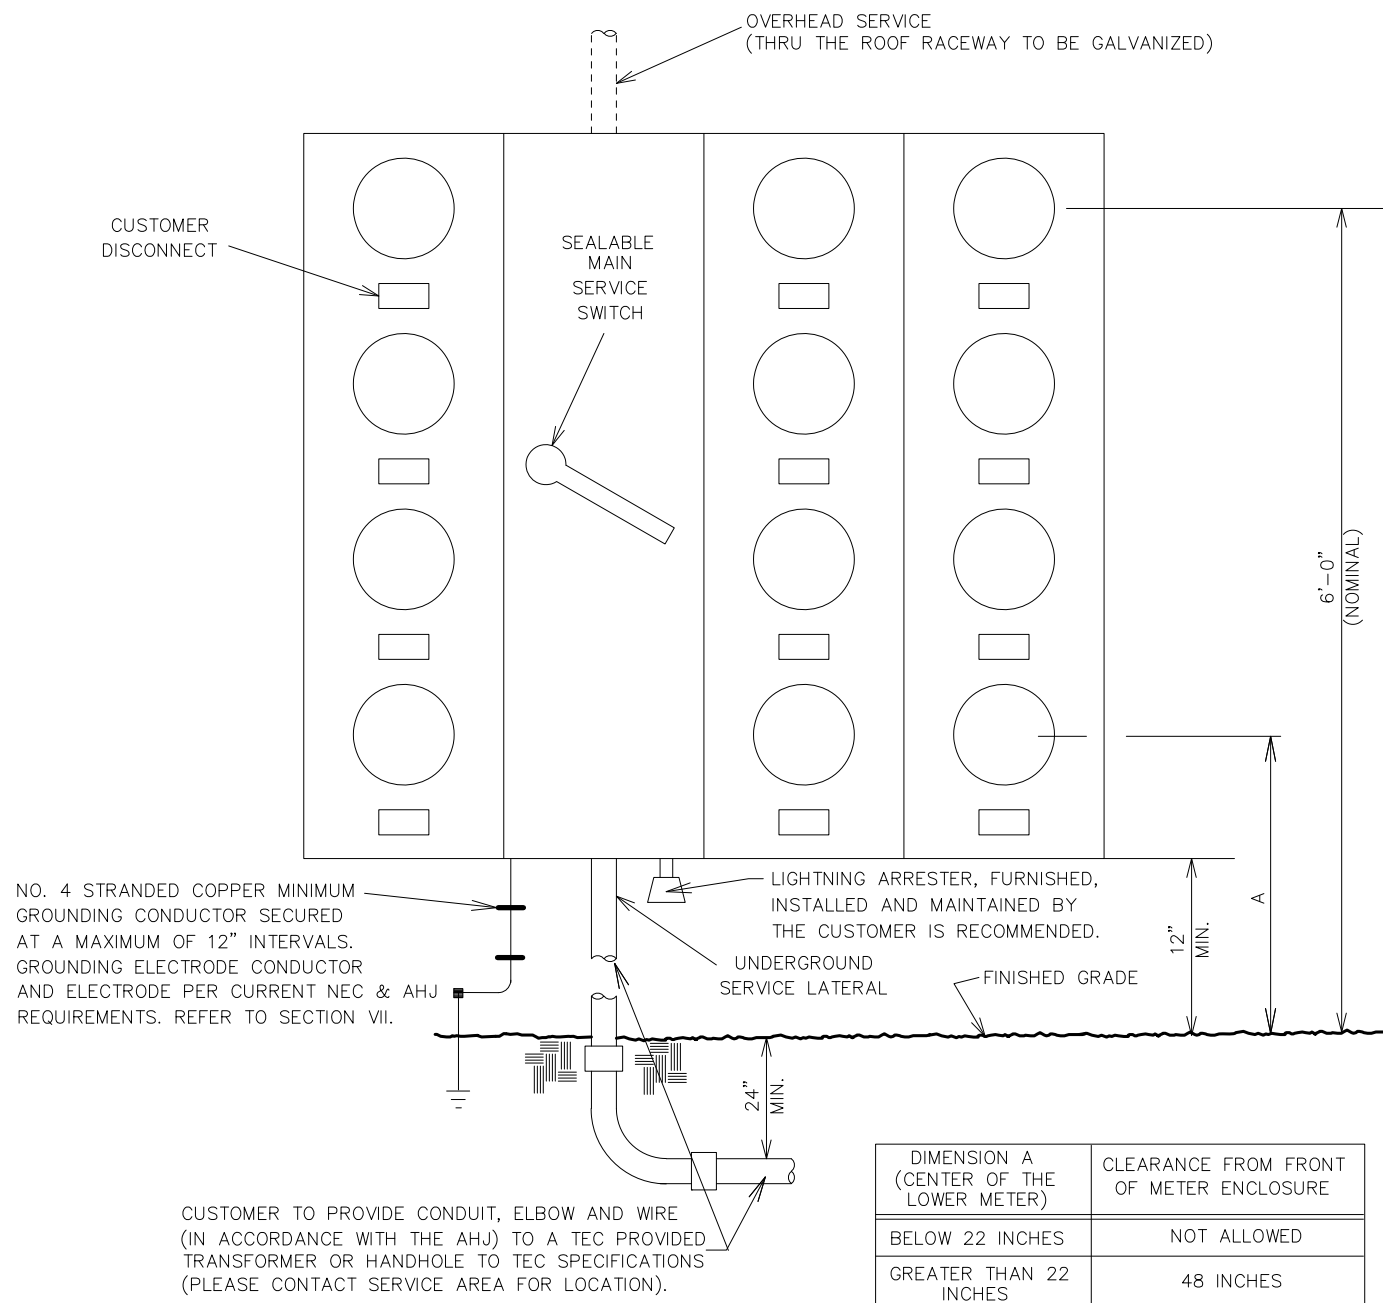 OVERHEAD SERVICE
(THRU THE ROOF RACEWAY TO BE GALVANIZED)
CUSTOMER
DISCONNECT
SEALABLE
MAIN
SERVICE
SWITCH
6'-0"
(NOMINAL)
NO. 4 STRANDED COPPER MINIMUM
GROUNDING CONDUCTOR SECURED
AT A MAXIMUM OF 12" INTERVALS.
GROUNDING ELECTRODE CONDUCTOR
AND ELECTRODE PER CURRENT NEC & AHJ
REQUIREMENTS. REFER TO SECTION VII.
LIGHTNING ARRESTER, FURNISHED,
INSTALLED AND MAINTAINED BY
THE CUSTOMER IS RECOMMENDED.
UNDERGROUND
SERVICE LATERAL
FINISHED GRADE
12"
MIN.
A
24"
MIN.
CUSTOMER TO PROVIDE CONDUIT, ELBOW AND WIRE
(IN ACCORDANCE WITH THE AHJ) TO A TEC PROVIDED
TRANSFORMER OR HANDHOLE TO TEC SPECIFICATIONS
(PLEASE CONTACT SERVICE AREA FOR LOCATION).
DIMENSION A
(CENTER OF THE
LOWER METER)
CLEARANCE FROM FRONT
OF METER ENCLOSURE
BELOW 22 INCHES
NOT ALLOWED
GREATER THAN 22
INCHES
48 INCHES